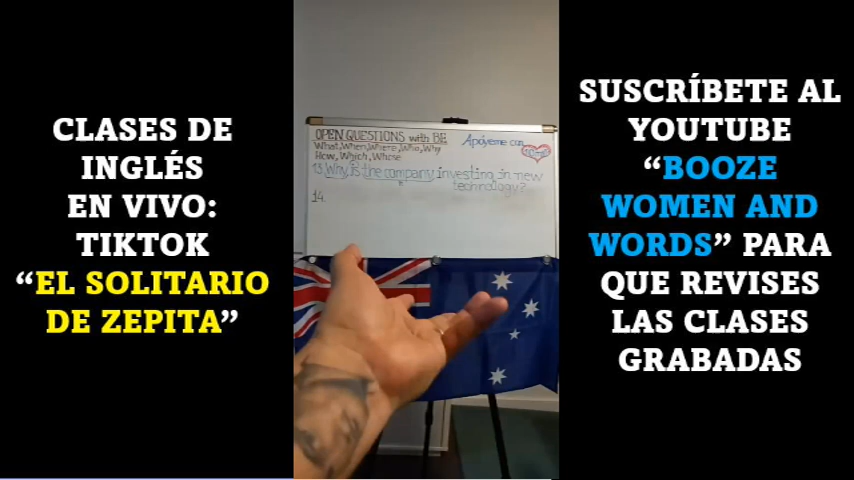 CLASES DE
INGLÉS
EN VIVO:
TIKTOK
“EL SOLITARIO
DE ZEPITA”
OPEN QUESTIONS with BE
What, When, Where, Who, Why
How, Which, Whose
Apóyeme con
13. Why is the company investing in new
technology?
14.
SUSCRÍBETE AL
YOUTUBE
“BOOZE
WOMEN AND
WORDS” PARA
QUE REVISES
LAS CLASES
GRABADAS